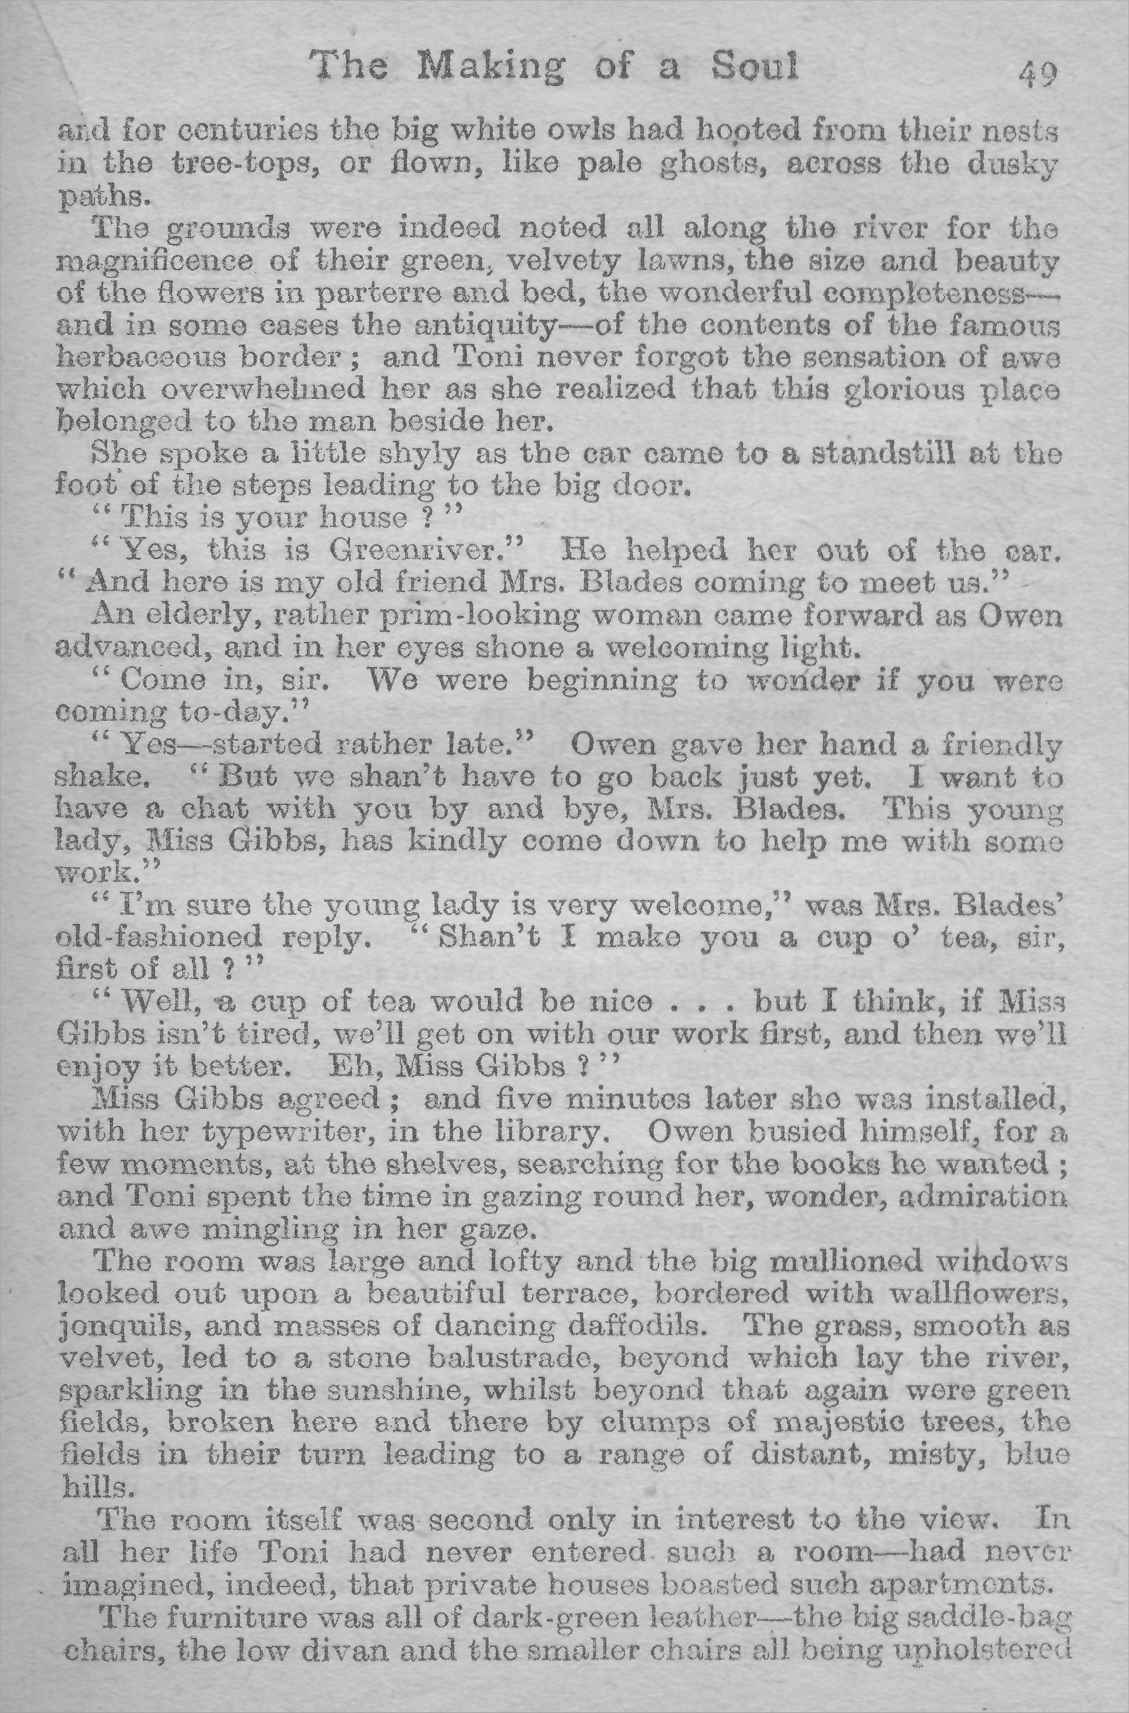 The Making of a Soul 49
and for centuries the big white owls had hooted from their nests
in the tree-tops, or flown, like pale ghosts, across the dusky
paths.
The grounds were indeed noted all along the river for the
magnificence of their green, velvety lawns, the size and beauty
of the flowers in parterre and bed, the wonderful completeness—
and in some cases the antiquity—of the contents of the famous
herbaceous border ; and Toni never forgot the sensation of awe
which overwhelmed her as she realized that this glorious place
belonged to the man beside her.
She spoke a little shyly as the car came to a standstill at the
foot of the steps leading to the big door.
“ This is your house ? ”
“ Yes, this is Greenriver.” He helped her out of the car.
“ And here is my old friend Mrs. Blades coming to meet us.”
An elderly, rather prim-looking woman came forward as Owen
advanced, and in her eyes shone a welcoming light.
“ Come in, sir. We were beginning to wonder if you were
coming to-day.”
“ Yes—started rather late.” Owen gave her hand a friendly
shake. “ But we shan’t have to go back just yet. I want to
have a chat with you by and bye, Mrs. Blades. This young
lady, Miss Gibbs, has kindly come down to help me with some
work.”
“ I’m sure the young lady is very welcome,” was Mrs. Blades’
old-fashioned reply. “ Shan’t I make you a cup o’ tea, sir,
first of all ? ”
“ Well, a cup of tea would be nice . . . but I think, if Miss
Gibbs isn’t tired, we’ll get on with our work first, and then we’ll
enjoy it better. Eh, Miss Gibbs ? ”
Miss Gibbs agreed ; and five minutes later she was installed,
with her typewriter, in the library. Owen busied himself, for a
few moments, at the shelves, searching for the books he wanted ;
and Toni spent the time in gazing round her, wonder, admiration
and awe mingling in her gaze.
The room was large and lofty and the big mullioned windows
looked out upon a beautiful terrace, bordered with wallflowers,
jonquils, and masses of dancing daffodils. The grass, smooth as
velvet, led to a stone balustrade, beyond which lay the river,
sparkling in the sunshine, whilst beyond that again were green
fields, broken here and there by clumps of majestic trees, the
fields in their turn leading to a range of distant, misty, blue
hills.
The room itself was second only in interest to the view. In
all her life Toni had never entered such a room—had never
imagined, indeed, that private houses boasted such apartments.
The furniture was all of dark-green leather—the big saddle-bag
chairs, the low divan and the smaller chairs all being upholstered